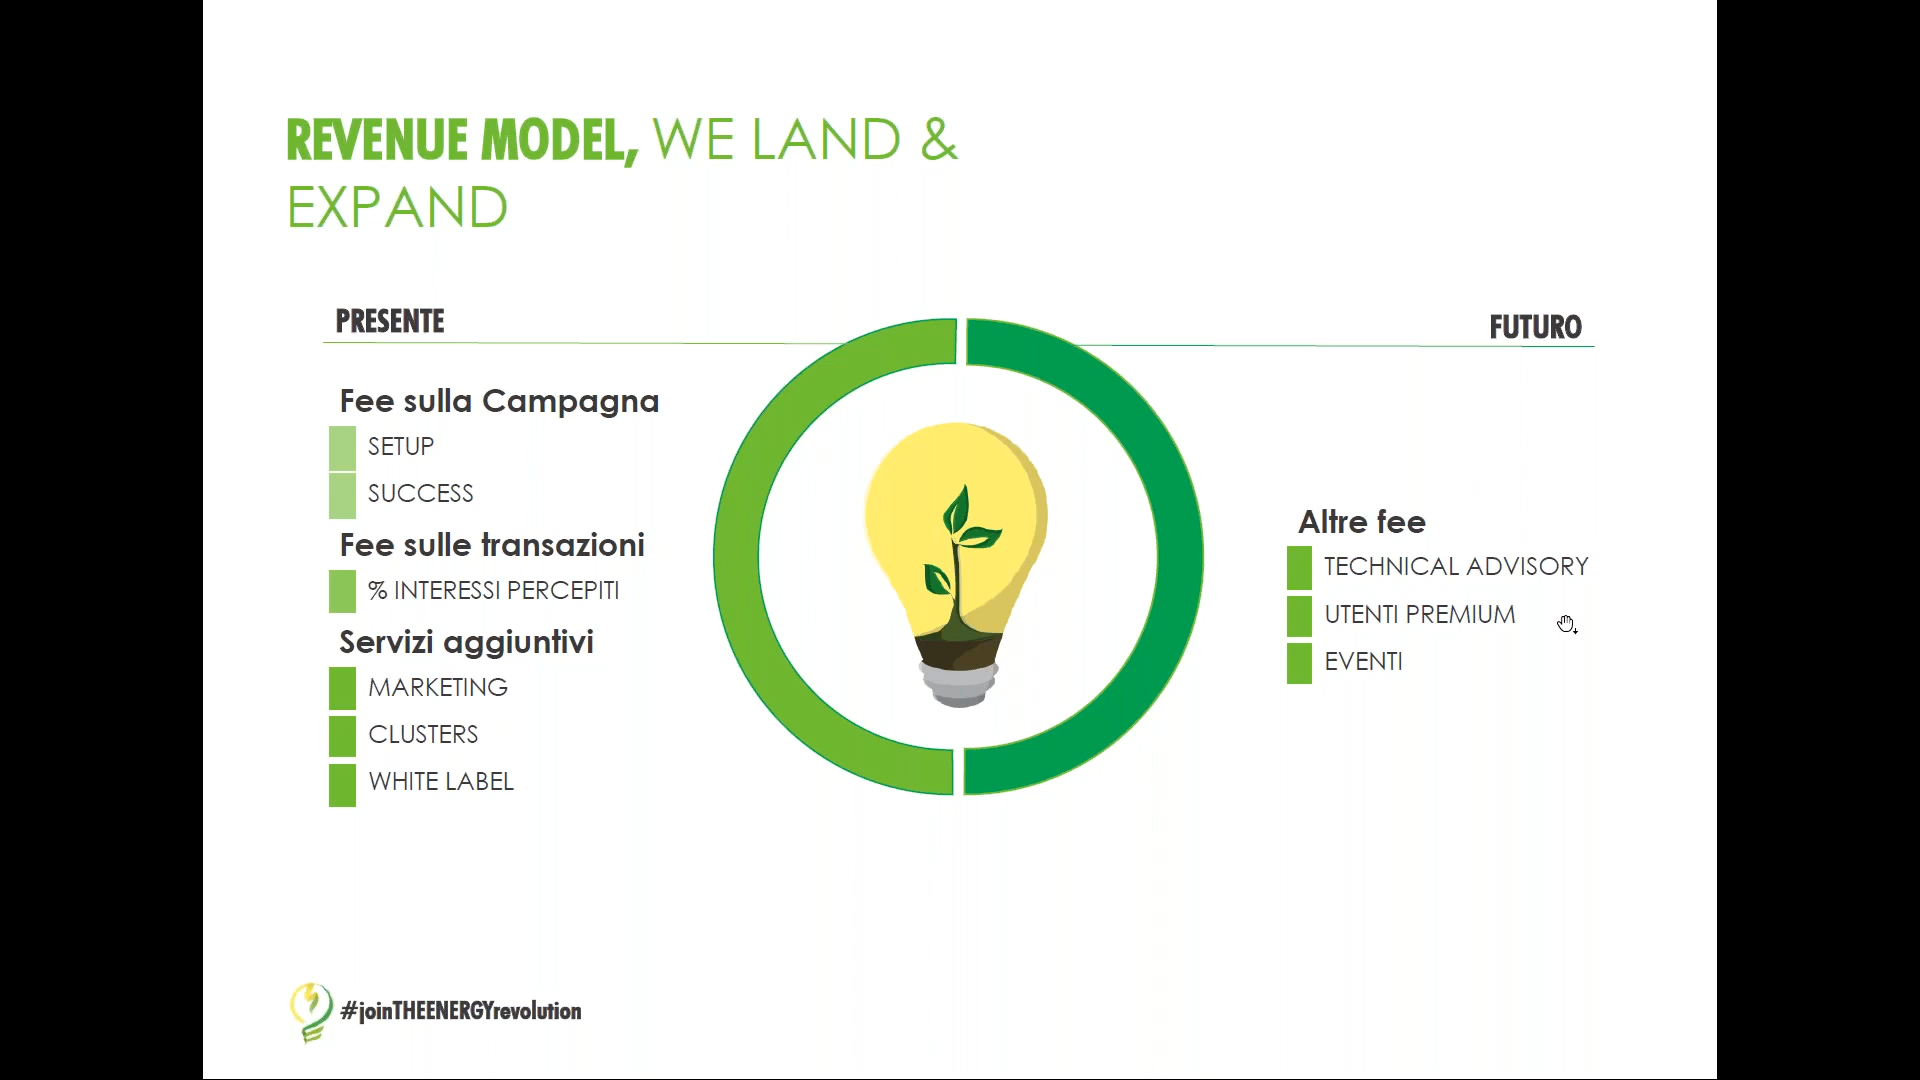 REVENUE MODEL, WE LAND &
EXPAND
PRESENTE
Fee sulla Campagna
SETUP
SUCCESS
Fee sulle transazioni
% INTERESSI PERCEPITI
Servizi aggiuntivi
MARKETING
CLUSTERS
WHITE LABEL
FUTURO
Altre fee
TECHNICAL ADVISORY
UTENTI PREMIUM
EVENTI
#joinTHEENERGYrevolution